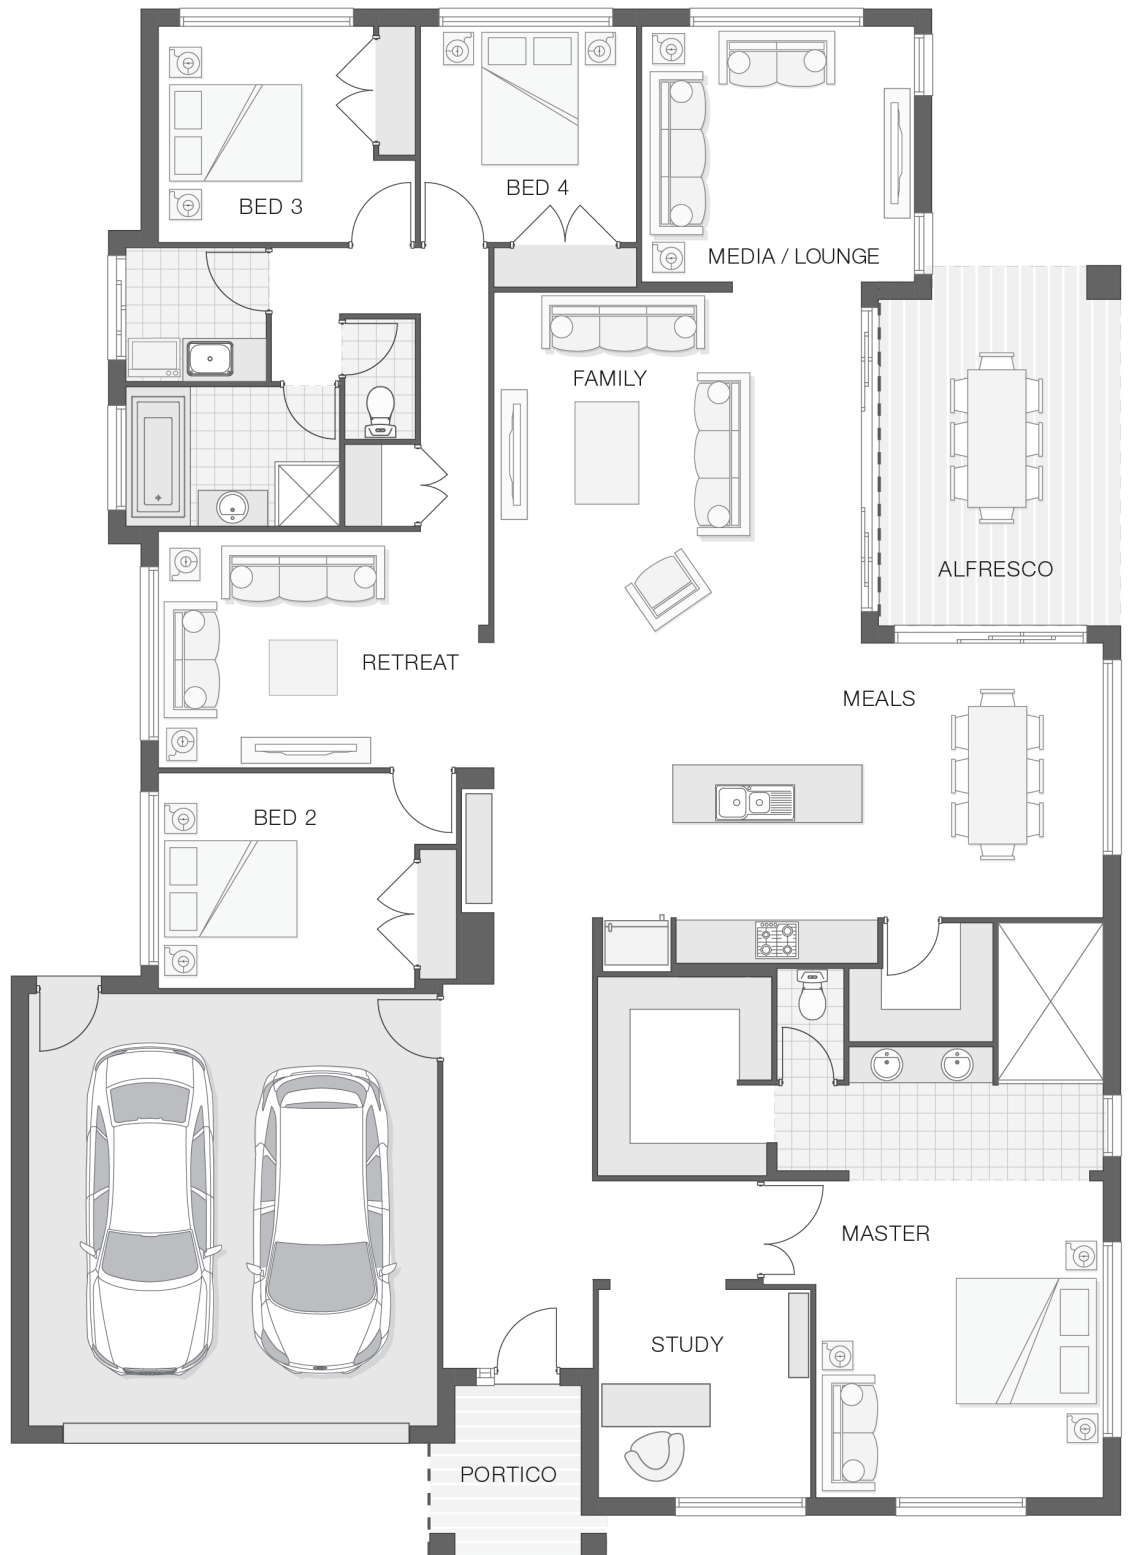 BED 3
BED 4
MEDIA / LOUNGE
FAMILY
ALFRESCO
RETREAT
MEALS
BED 2
MASTER
STUDY
PORTICO